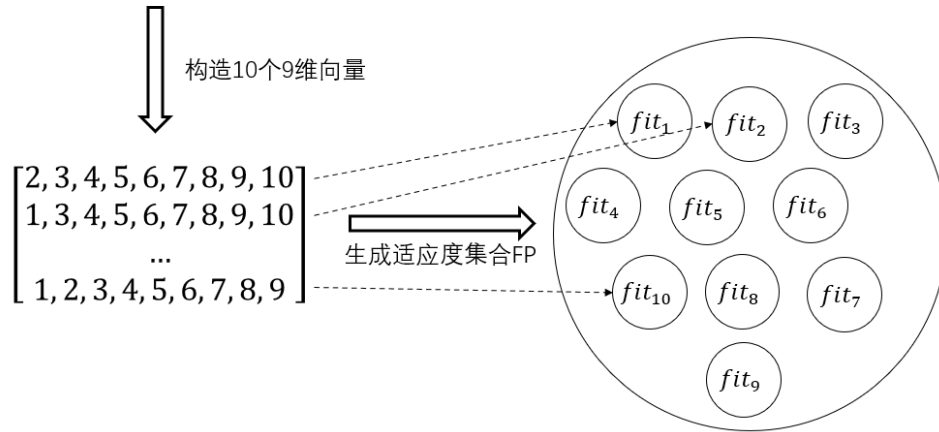 构造10个9维向量
2, 3, 4, 5, 6, 7, 8, 9, 10
1, 3, 4, 5, 6, 7, 8, 9, 10
...
1, 2, 3, 4, 5, 6, 7, 8, 9
生成适应度集合FP
fit₁
fit₂
fit₃
fit₄
fit₅
fit₆
fit₁₀
fit₈
fit₇
fit₉